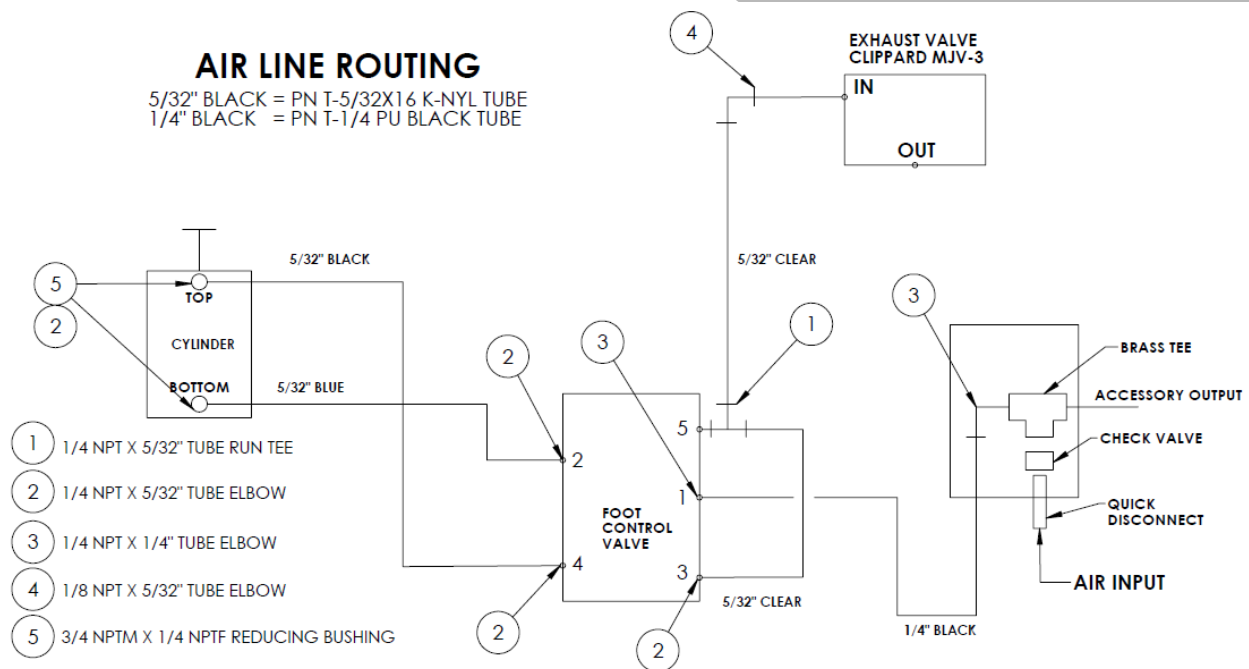 AIR LINE ROUTING
5/32" BLACK = PN T-5/32X16 K-NYL TUBE
1/4" BLACK = PN T-1/4 PU BLACK TUBE
4
EXHAUST VALVE
CLIPPARD MJV-3
IN
OUT
5/32" BLACK
5
2
TOP
CYLINDER
BOTTOM
5/32" BLUE
5/32" CLEAR
1
3
2
3
BRASS TEE
ACCESSORY OUTPUT
CHECK VALVE
QUICK
DISCONNECT
AIR INPUT
5
2
1
FOOT
CONTROL
VALVE
4
3
5/32" CLEAR
1/4" BLACK
2
2
1 1/4 NPT X 5/32" TUBE RUN TEE
2 1/4 NPT X 5/32" TUBE ELBOW
3 1/4 NPT X 1/4" TUBE ELBOW
4 1/8 NPT X 5/32" TUBE ELBOW
5 3/4 NPTM X 1/4 NPTF REDUCING BUSHING